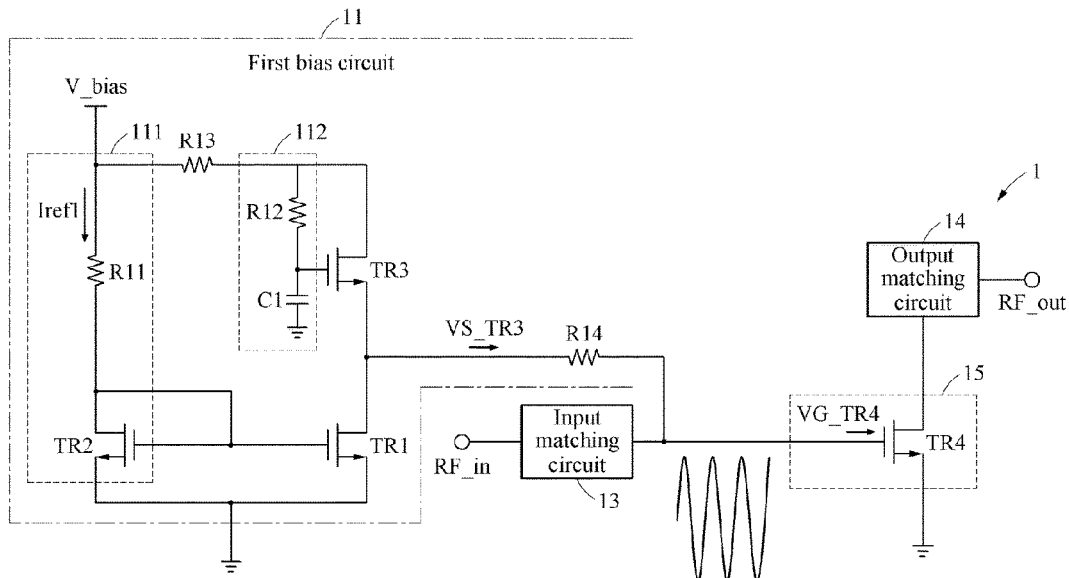 11
First bias circuit
V_bias
111
R13
112
1
Iref1
R12
14
R11
TR3
Output
matching
circuit
C1
RF_out
VS_TR3
R14
15
TR2
TR1
Input
matching
circuit
VG_TR4
TR4
RF_in
13